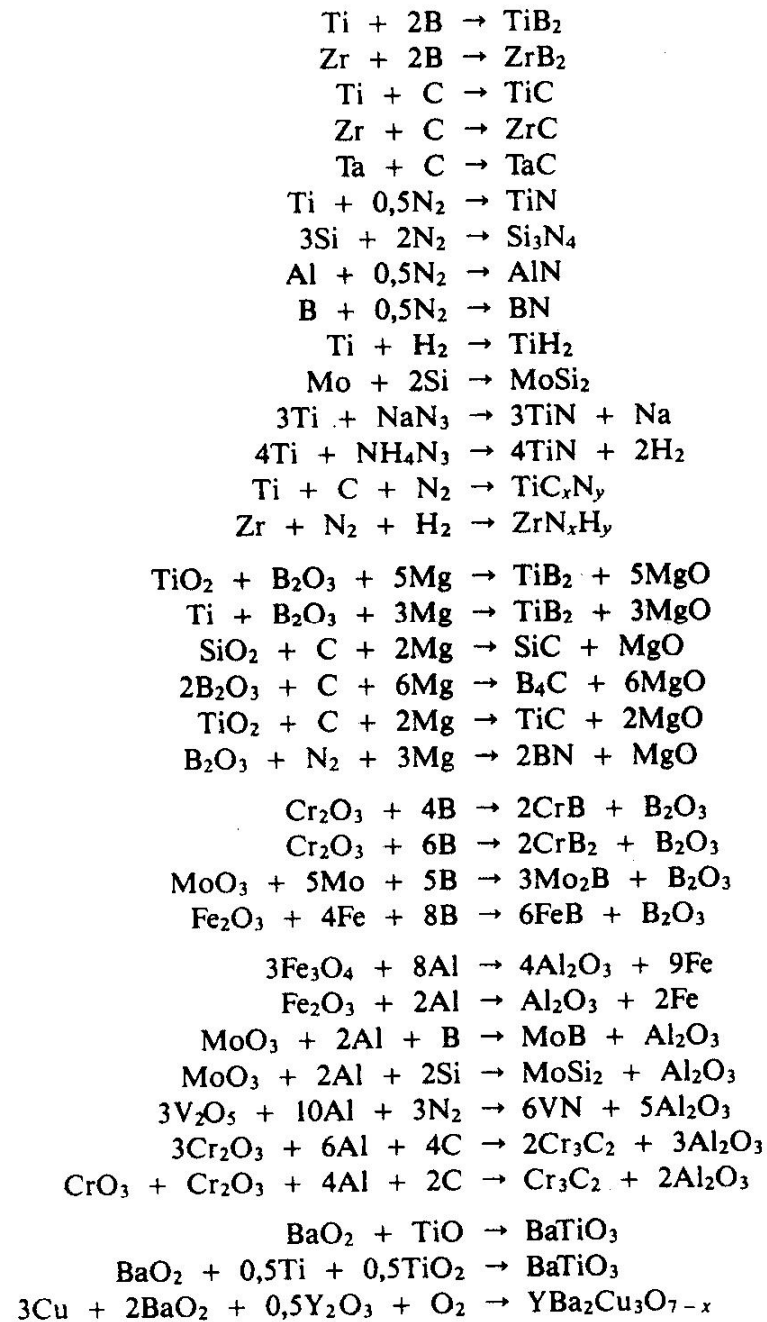 Ti + 2B → TiB₂
Zr + 2B → ZrB₂
Ti + C → TiC
Zr + C → ZrC
Ta + C → TaC
Ti + 0,5N₂ → TiN
3Si + 2N₂ → Si₃N₄
Al + 0,5N₂ → AlN
B + 0,5N₂ → BN
Ti + H₂ → TiH₂
Mo + 2Si → MoSi₂
3Ti + NaN₃ → 3TiN + Na
4Ti + NH₄N₃ → 4TiN + 2H₂
Ti + C + N₂ → TiCₓNᵧ
Zr + N₂ + H₂ → ZrNₓHᵧ
TiO₂ + B₂O₃ + 5Mg → TiB₂ + 5MgO
Ti + B₂O₃ + 3Mg → TiB₂ + 3MgO
SiO₂ + C + 2Mg → SiC + MgO
2B₂O₃ + C + 6Mg → B₄C + 6MgO
TiO₂ + C + 2Mg → TiC + 2MgO
B₂O₃ + N₂ + 3Mg → 2BN + MgO
Cr₂O₃ + 4B → 2CrB + B₂O₃
Cr₂O₃ + 6B → 2CrB₂ + B₂O₃
MoO₃ + 5Mo + 5B → 3Mo₂B + B₂O₃
Fe₂O₃ + 4Fe + 8B → 6FeB + B₂O₃
3Fe₃O₄ + 8Al → 4Al₂O₃ + 9Fe
Fe₂O₃ + 2Al → Al₂O₃ + 2Fe
MoO₃ + 2Al + B → MoB + Al₂O₃
MoO₃ + 2Al + 2Si → MoSi₂ + Al₂O₃
3V₂O₅ + 10Al + 3N₂ → 6VN + 5Al₂O₃
3Cr₂O₃ + 6Al + 4C → 2Cr₃C₂ + 3Al₂O₃
CrO₃ + Cr₂O₃ + 4Al + 2C → Cr₃C₂ + 2Al₂O₃
BaO₂ + TiO → BaTiO₃
BaO₂ + 0,5Ti + 0,5TiO₂ → BaTiO₃
3Cu + 2BaO₂ + 0,5Y₂O₃ + O₂ → YBa₂Cu₃O₇₋ₓ